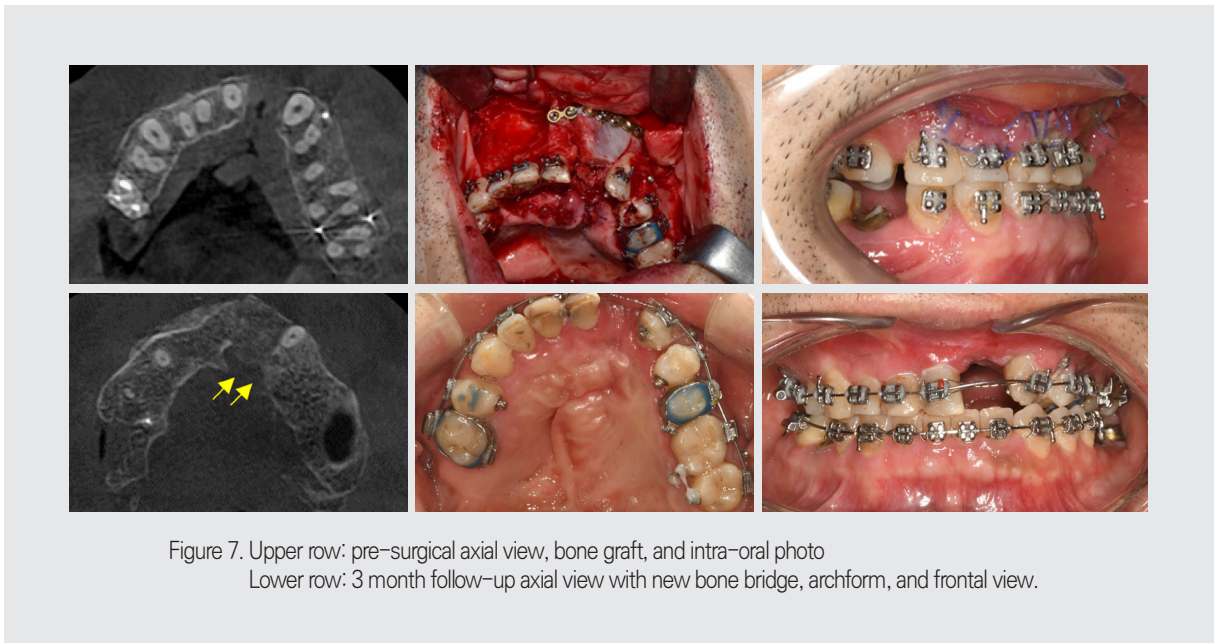 Figure 7. Upper row: pre-surgical axial view, bone graft, and intra-oral photo
Lower row: 3 month follow-up axial view with new bone bridge, archform, and frontal view.